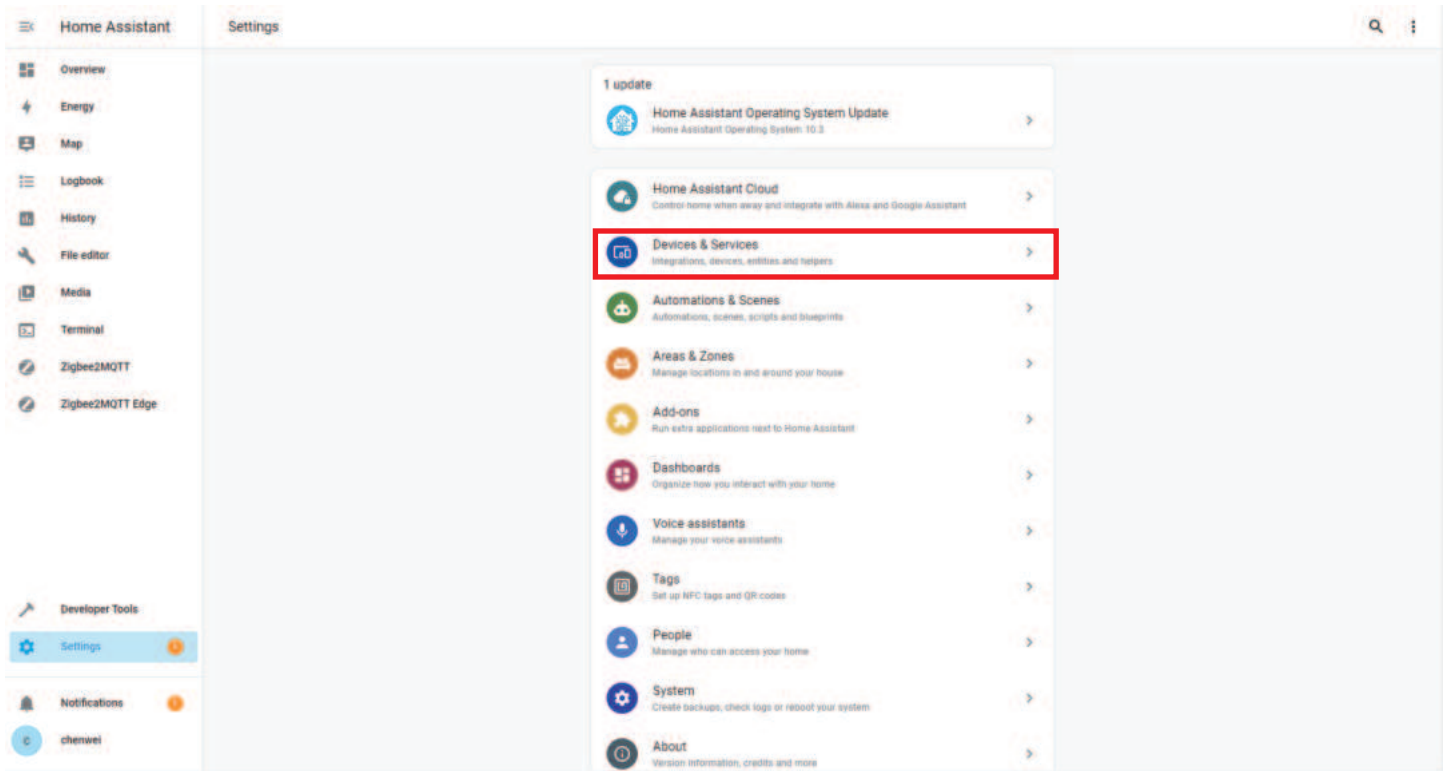 Home Assistant
Settings
Overview
Energy
Map
Logbook
History
File editor
Media
Terminal
Zigbee2MQTT
Zigbee2MQTT Edge
Developer Tools
Settings
Notifications
c
chenwei
1 update
Home Assistant Operating System Update
Home Assistant Operating System 10.3
Home Assistant Cloud
Control home when away and integrate with Alexa and Google Assistant
Devices & Services
Integrations, devices, entities and helpers
Automations & Scenes
Automations, scenes, scripts and blueprints
Areas & Zones
Manage locations in and around your house
Add-ons
Run extra applications next to Home Assistant
Dashboards
Organize how you interact with your home
Voice assistants
Manage your voice assistants
Tags
Set up NFC tags and QR codes
People
Manage who can access your home
System
Create backups, check logs or reboot your system
About
Version information, credits and more